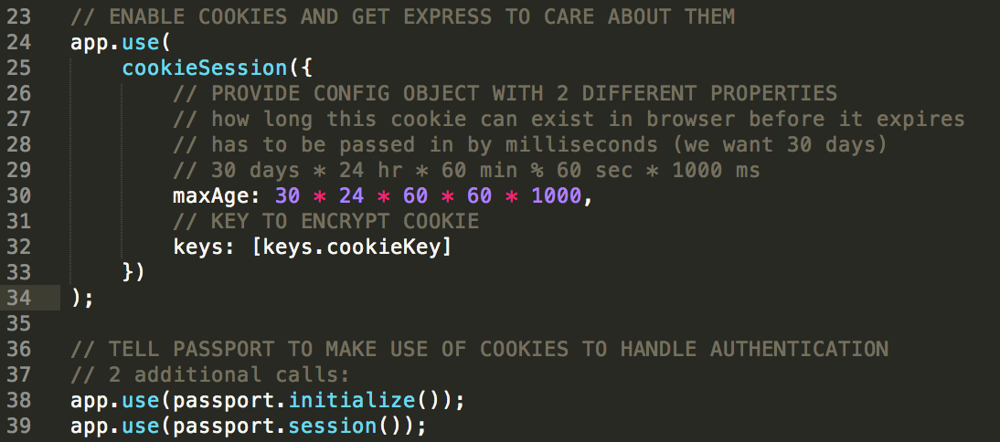 23 // ENABLE COOKIES AND GET EXPRESS TO CARE ABOUT THEM
24 app.use(
25     cookieSession({
26         // PROVIDE CONFIG OBJECT WITH 2 DIFFERENT PROPERTIES
27         // how long this cookie can exist in browser before it expires
28         // has to be passed in by milliseconds (we want 30 days)
29         // 30 days * 24 hr * 60 min % 60 sec * 1000 ms
30         maxAge: 30 * 24 * 60 * 60 * 1000,
31         // KEY TO ENCRYPT COOKIE
32         keys: [keys.cookieKey]
33     })
34 );
35
36 // TELL PASSPORT TO MAKE USE OF COOKIES TO HANDLE AUTHENTICATION
37 // 2 additional calls:
38 app.use(passport.initialize());
39 app.use(passport.session());